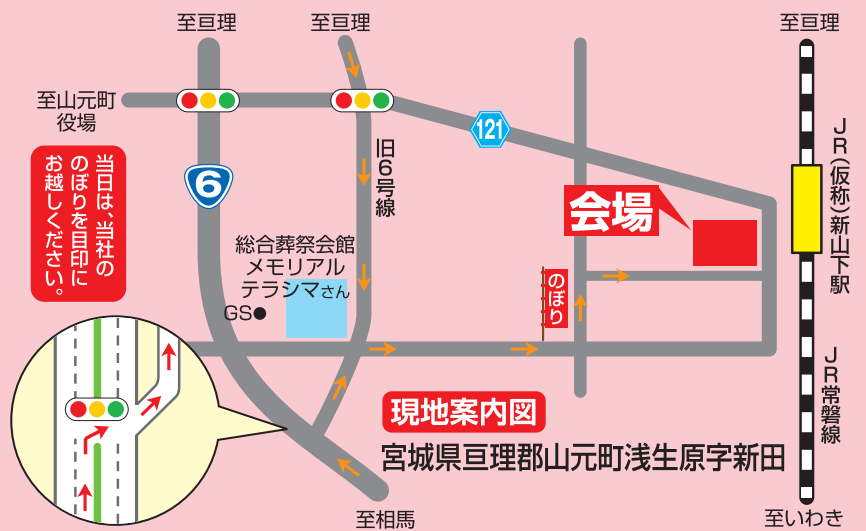 至亘理
至亘理
至亘理
至山元町
役場
121
6
旧6号線
JR(仮称)新山下駅
当日は、当社の
のぼりを目印に
お越しください。
会場
総合葬祭会館
メモリアル
テラシマさん
GS
のぼり
JR常磐線
現地案内図
宮城県亘理郡山元町浅生原字新田
至相馬
至いわき